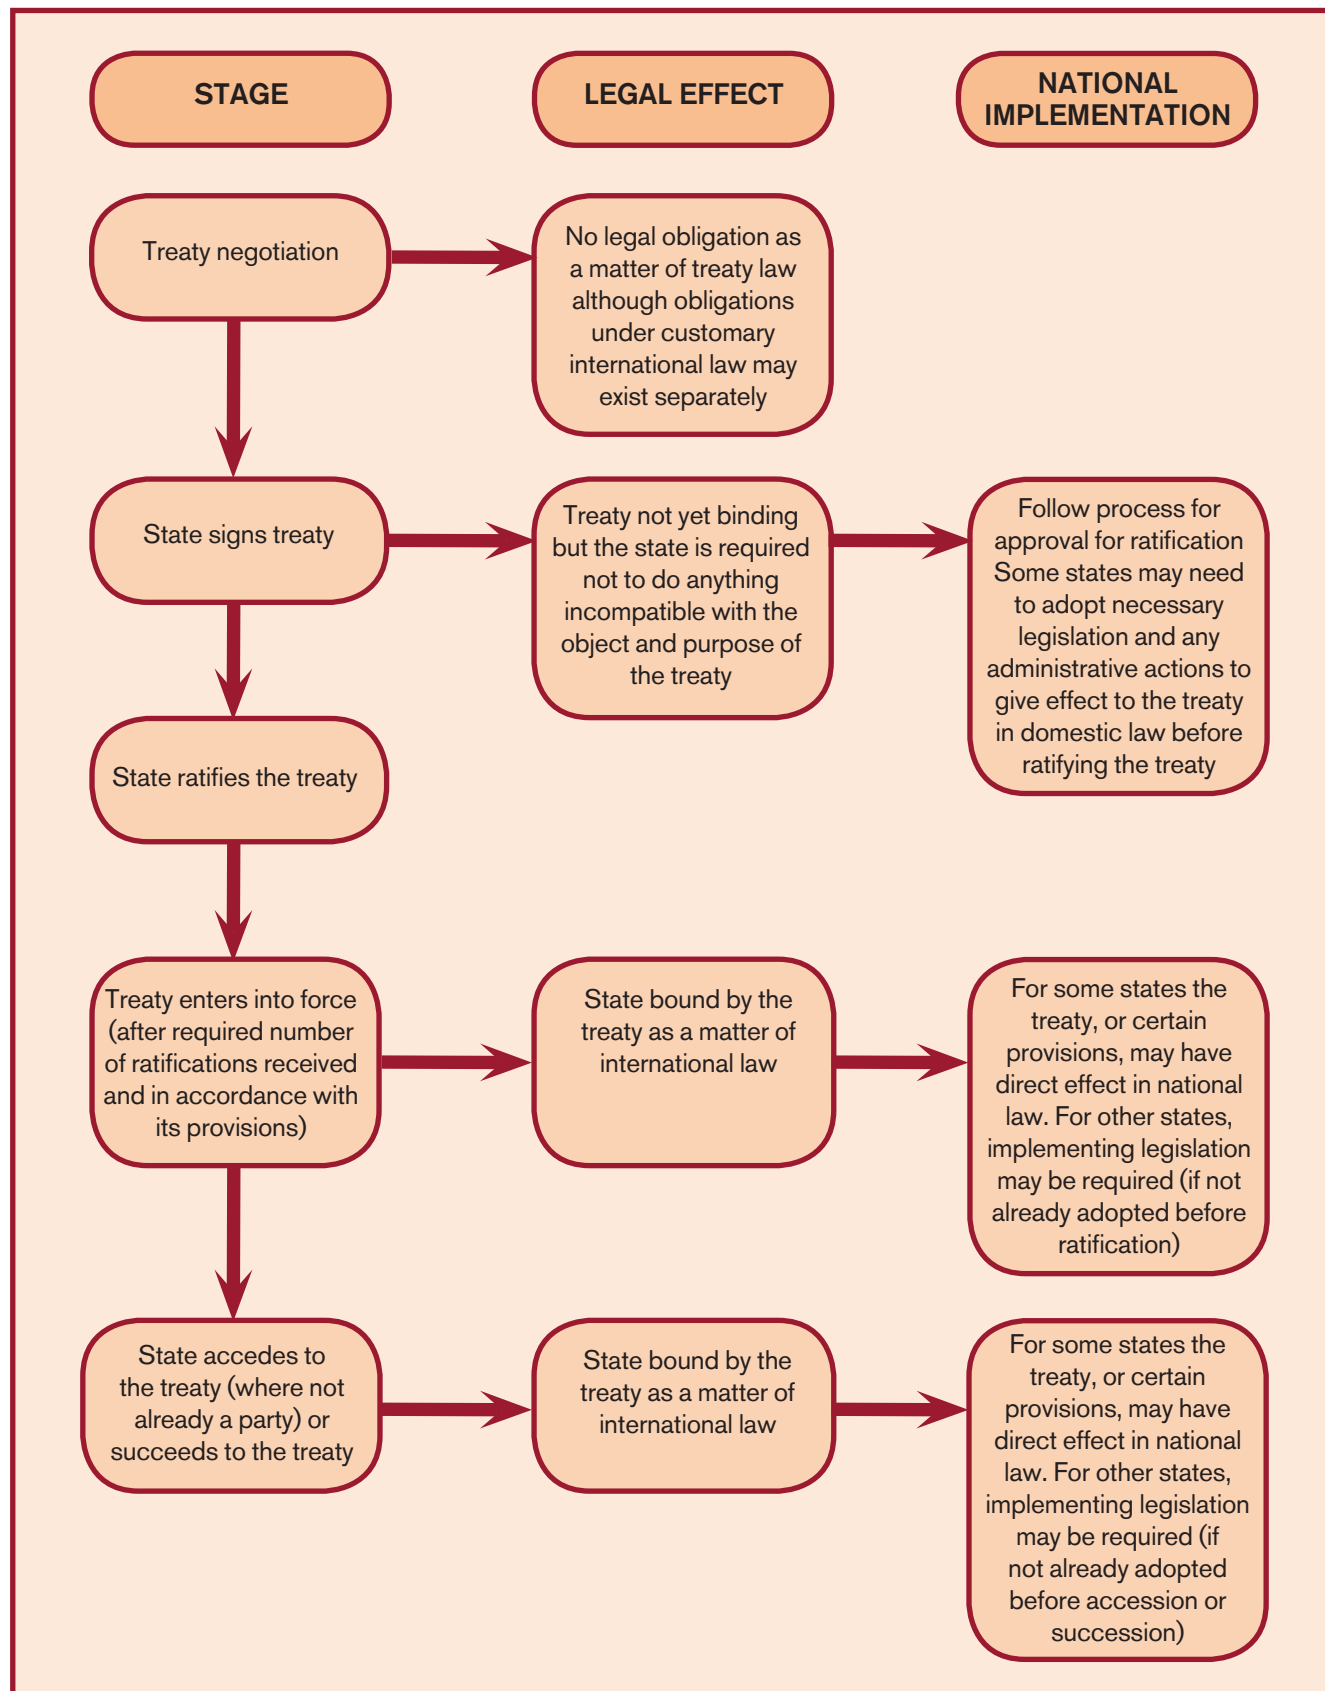 STAGE
LEGAL EFFECT
NATIONAL
IMPLEMENTATION
Treaty negotiation
No legal obligation as
a matter of treaty law
although obligations
under customary
international law may
exist separately
State signs treaty
Treaty not yet binding
but the state is required
not to do anything
incompatible with the
object and purpose of
the treaty
Follow process for
approval for ratification
Some states may need
to adopt necessary
legislation and any
administrative actions to
give effect to the treaty
in domestic law before
ratifying the treaty
State ratifies the treaty
Treaty enters into force
(after required number
of ratifications received
and in accordance with
its provisions)
State bound by the
treaty as a matter of
international law
For some states the
treaty, or certain
provisions, may have
direct effect in national
law. For other states,
implementing legislation
may be required (if not
already adopted before
ratification)
State accedes to
the treaty (where not
already a party) or
succeeds to the treaty
State bound by the
treaty as a matter of
international law
For some states the
treaty, or certain
provisions, may have
direct effect in national
law. For other states,
implementing legislation
may be required (if
not already adopted
before accession or
succession)